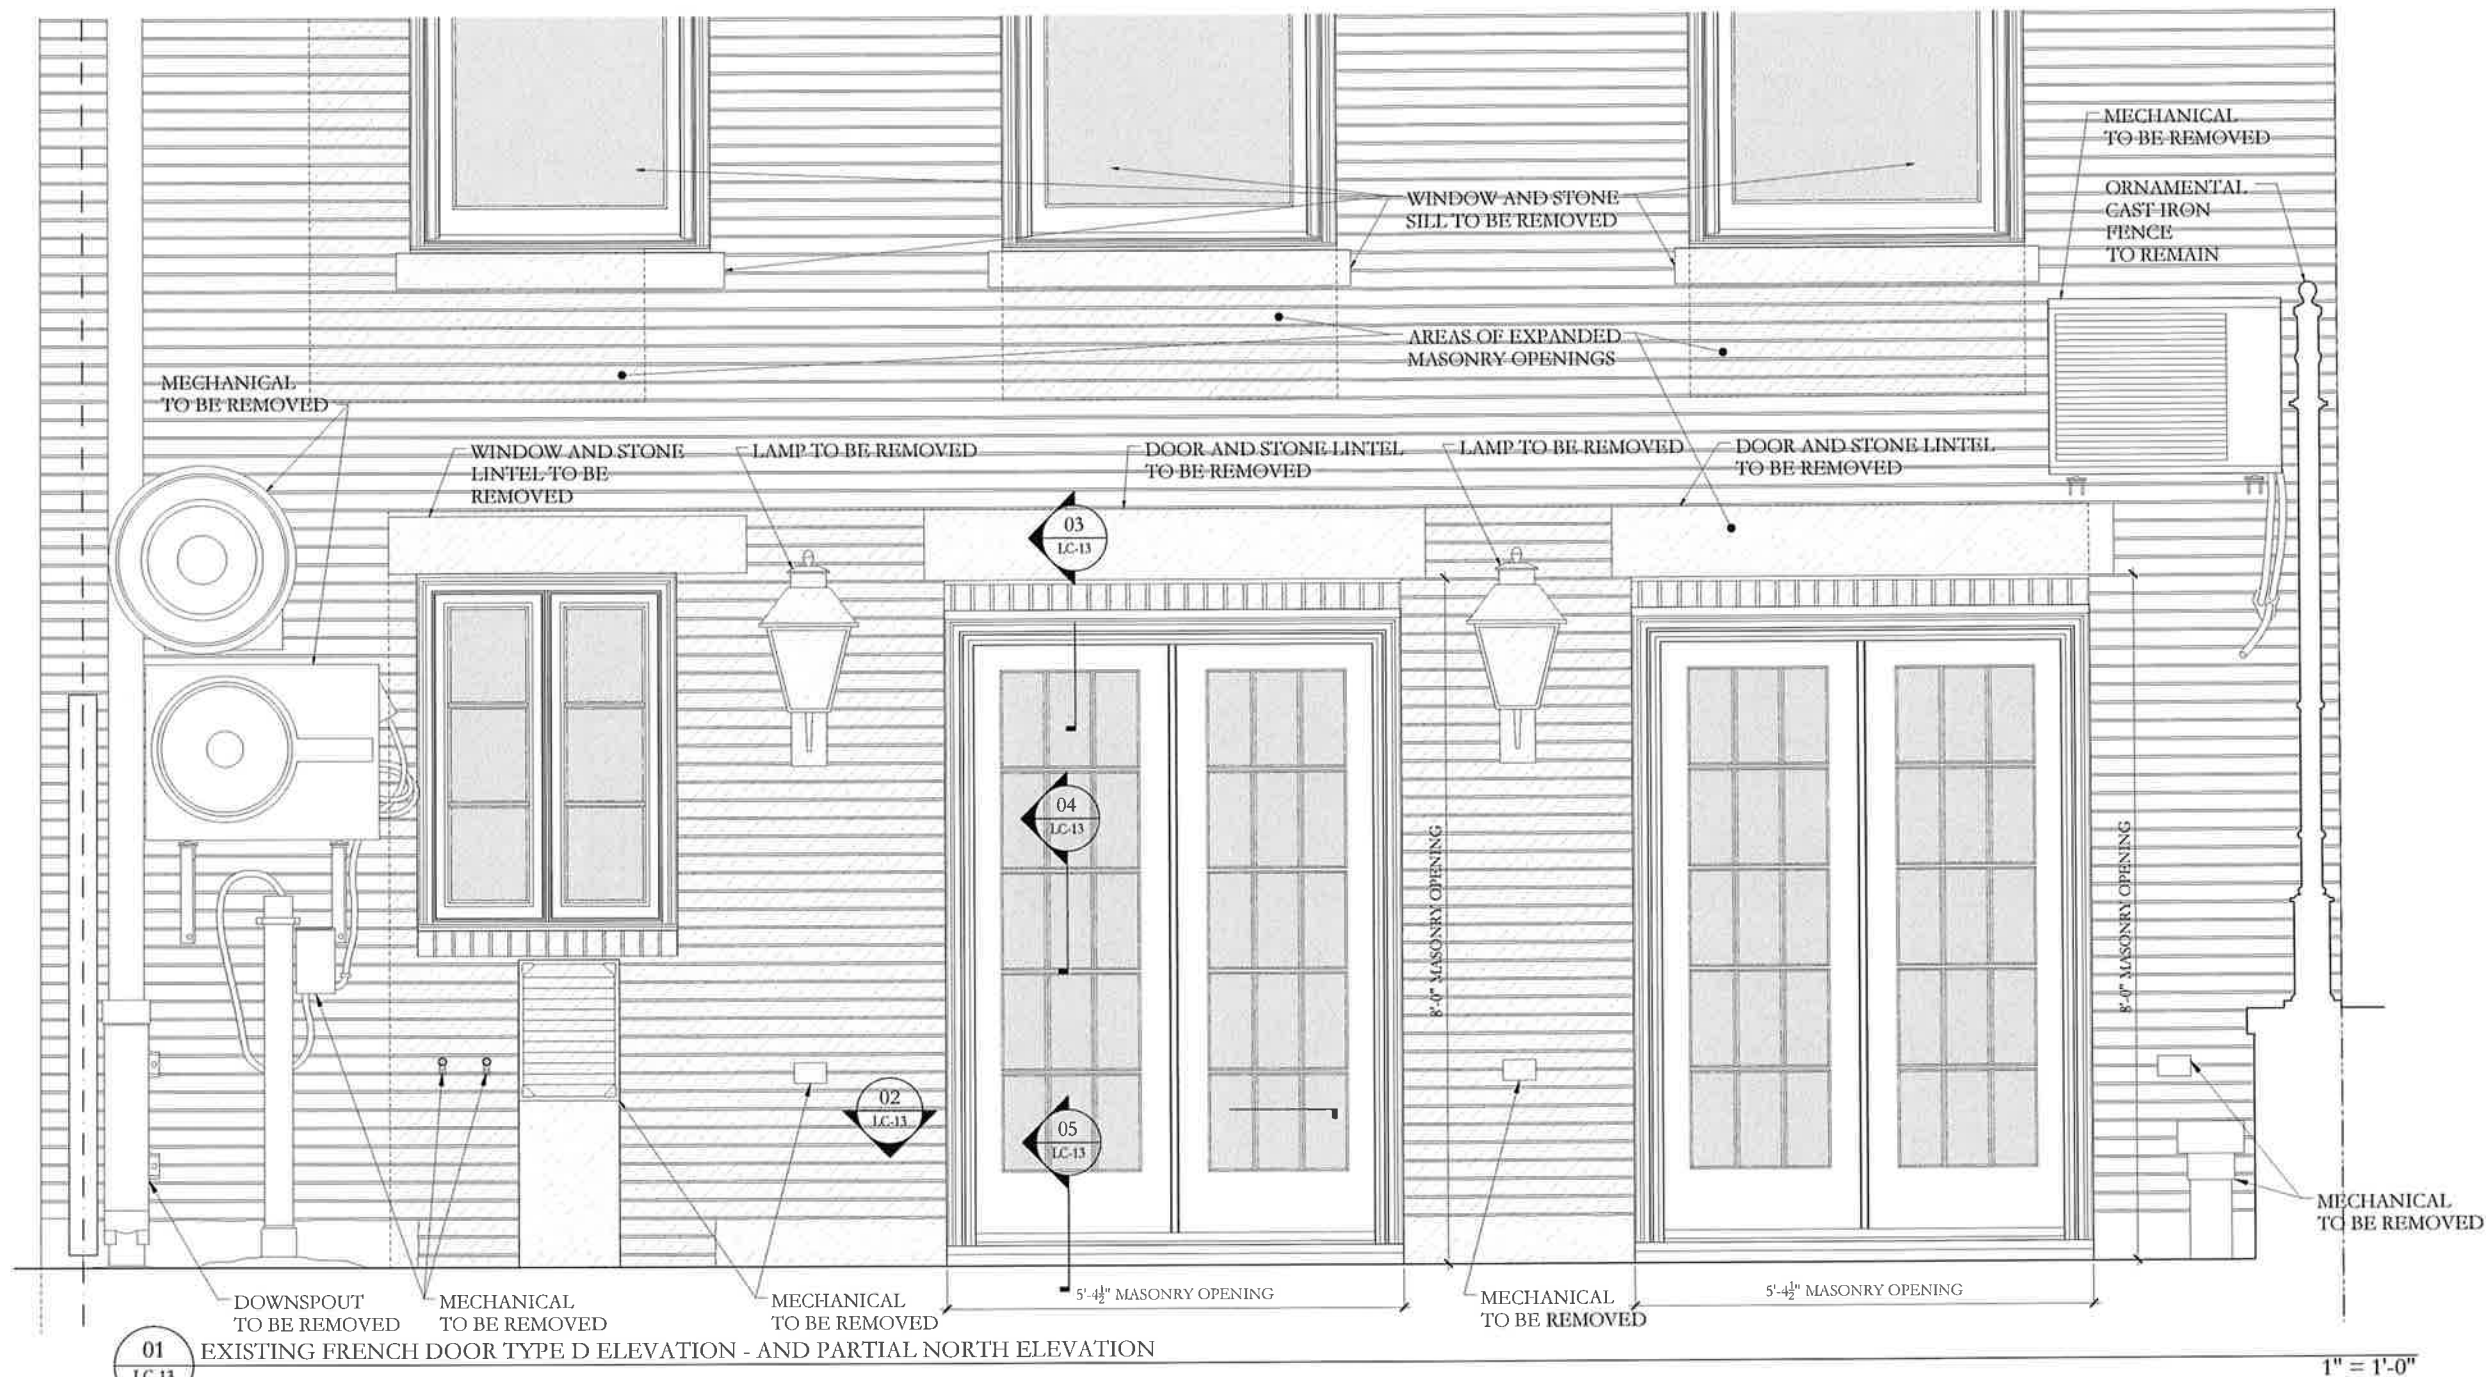 MECHANICAL
TO BE REMOVED
ORNAMENTAL
CAST IRON
FENCE
TO REMAIN
WINDOW AND STONE
SILL TO BE REMOVED
AREAS OF EXPANDED
MASONRY OPENINGS
MECHANICAL
TO BE REMOVED
WINDOW AND STONE
LINTEL TO BE
REMOVED
LAMP TO BE REMOVED
DOOR AND STONE LINTEL
TO BE REMOVED
LAMP TO BE REMOVED
DOOR AND STONE LINTEL
TO BE REMOVED
03
LC-13
04
LC-13
8'-0" MASONRY OPENING
8'-0" MASONRY OPENING
02
LC-13
05
LC-13
MECHANICAL
TO BE REMOVED
DOWNSPOUT
TO BE REMOVED
MECHANICAL
TO BE REMOVED
MECHANICAL
TO BE REMOVED
5'-4½" MASONRY OPENING
MECHANICAL
TO BE REMOVED
5'-4½" MASONRY OPENING
01
LC-13
EXISTING FRENCH DOOR TYPE D ELEVATION - AND PARTIAL NORTH ELEVATION
1" = 1'-0"